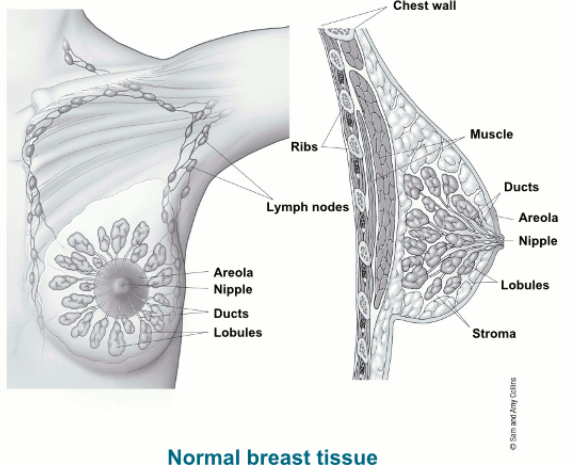 Chest wall
Ribs
Muscle
Lymph nodes
Ducts
Areola
Nipple
Lobules
Stroma
Areola
Nipple
Ducts
Lobules
© Sam and Amy Collins
Normal breast tissue